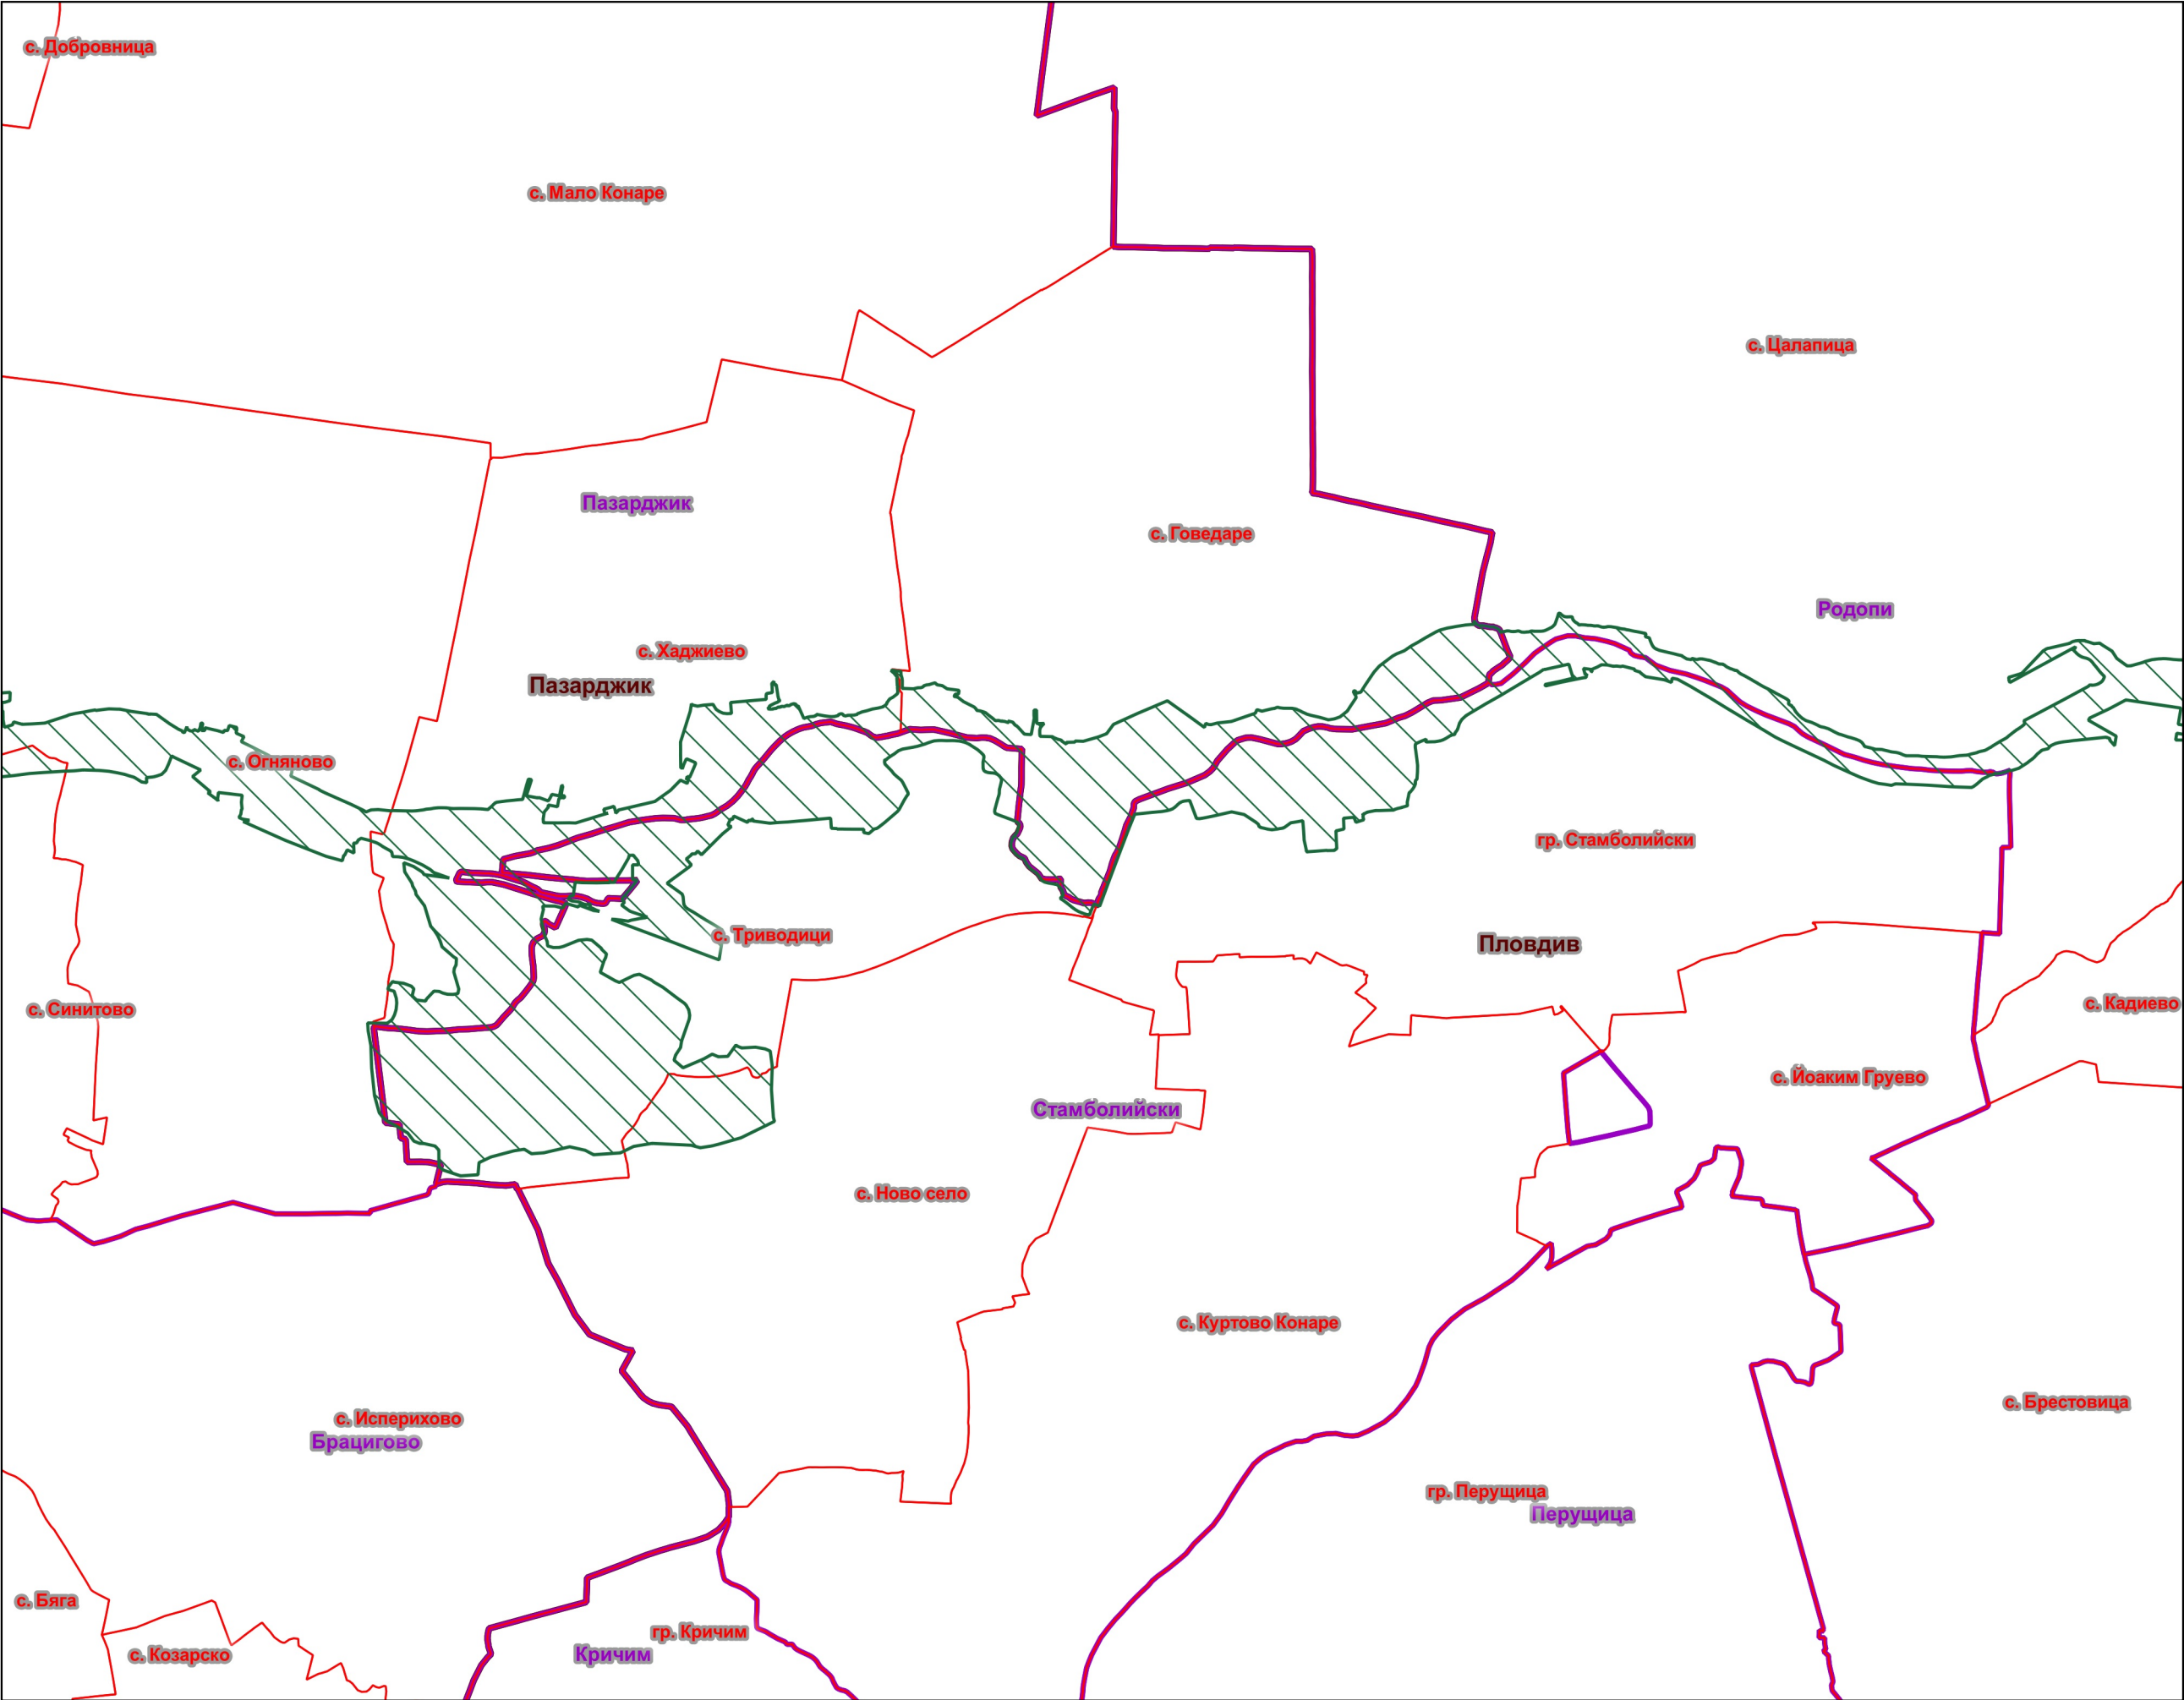 с. Добровница
с. Мало Конаре
с. Цалапица
Пазарджик
с. Говедаре
Родопи
с. Хаджиево
Пазарджик
с. Огняново
гр. Стамболийски
с. Триводици
Пловдив
с. Синитово
с. Кадиево
с. Йоаким Груево
Стамболийски
с. Ново село
с. Куртово Конаре
с. Брестовица
с. Исперихово
Брацигово
гр. Перущица
Перущица
с. Бяга
гр. Кричим
с. Козарско
Кричим